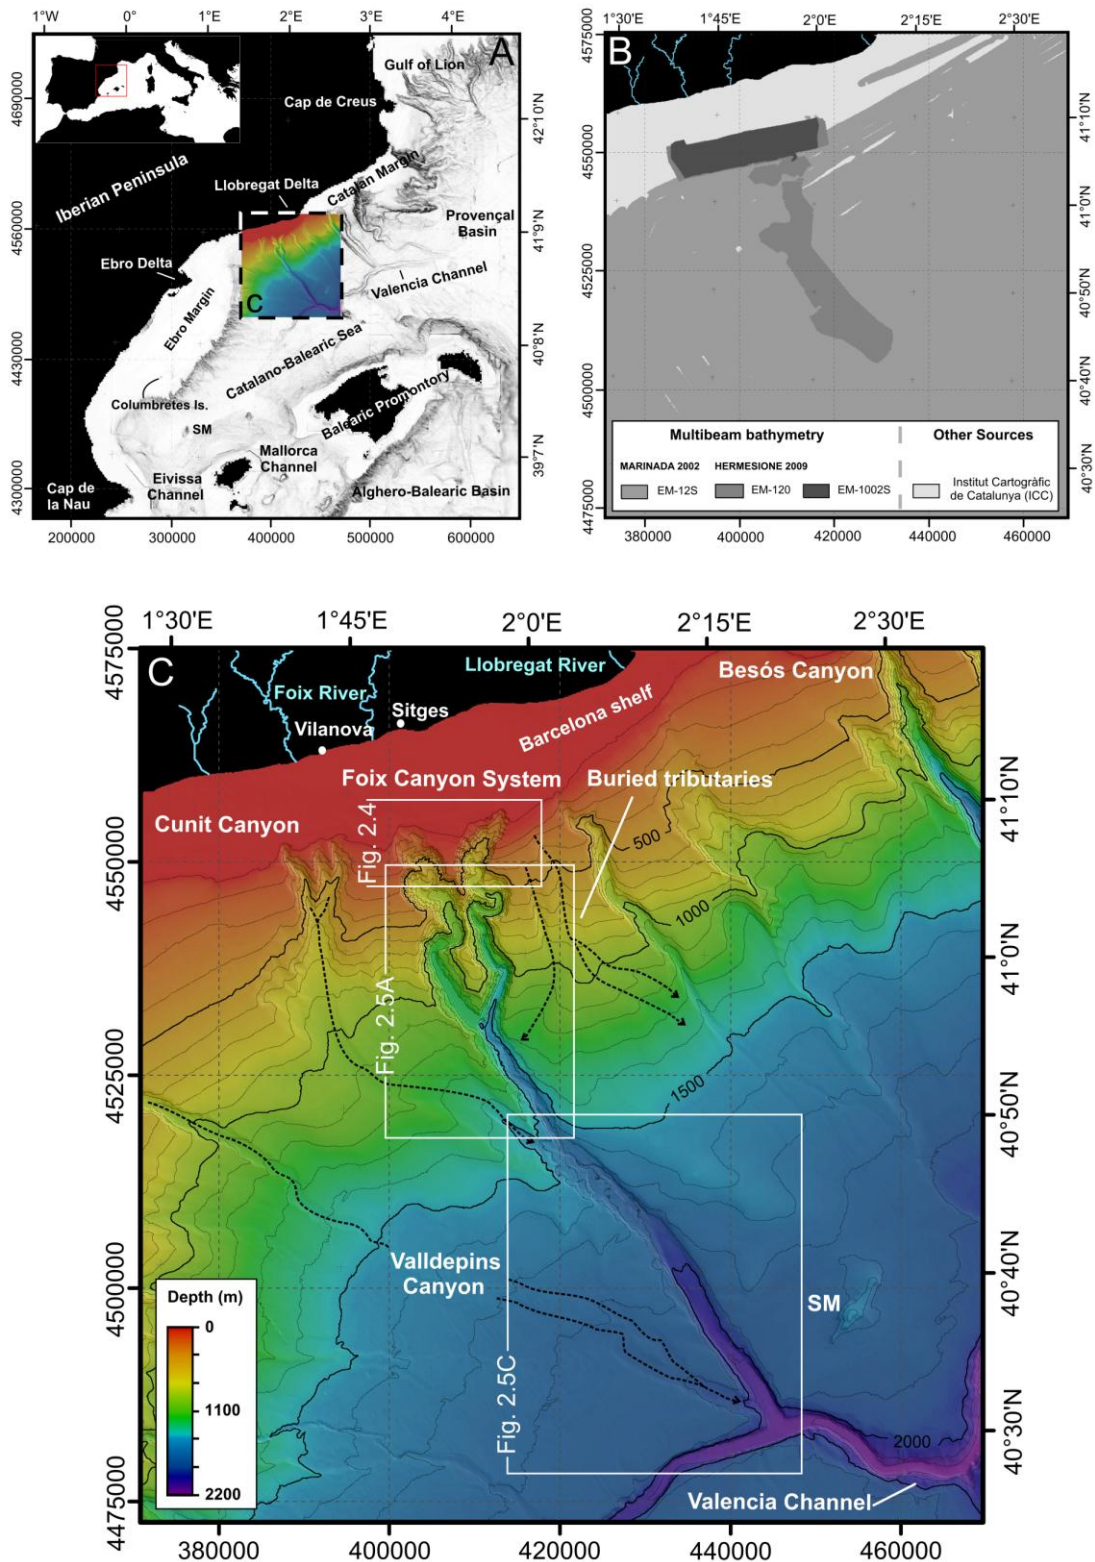 1°W
0°
1°E
2°E
3°E
4°E
A
Gulf of Lion
Cap de Creus
Iberian Peninsula
Llobregat Delta
Catalan Margin
Provençal
Basin
Ebro Delta
Valencia Channel
C
Ebro Margin
Catalano-Balearic Sea
Columbretes Is.
SM
Balearic Promontory
Mallorca
Channel
Eivissa
Channel
Cap de
la Nau
Alghero-Balearic Basin
4690000
4560000
4430000
4300000
42°10'N
41°9'N
40°8'N
39°7'N
200000
300000
400000
500000
600000
1°30'E
1°45'E
2°0'E
2°15'E
2°30'E
B
4575000
4550000
4525000
4500000
4475000
41°10'N
41°0'N
40°50'N
40°40'N
40°30'N
Multibeam bathymetry
Other Sources
MARINADA 2002
HERMESIONE 2009
EM-12S
EM-120
EM-1002S
Institut Cartogràfic
de Catalunya (ICC)
380000
400000
420000
440000
460000
1°30'E
1°45'E
2°0'E
2°15'E
2°30'E
C
Llobregat River
Besós Canyon
Foix River
Sitges
Vilanova
Barcelona shelf
Foix Canyon System
Buried tributaries
Cunit Canyon
Fig. 2.4
500
1000
Fig. 2.5A
1500
Valldepins
Canyon
SM
Fig. 2.5C
2000
Valencia Channel
Depth (m)
0
1100
2200
4575000
4550000
4525000
4500000
4475000
41°10'N
41°0'N
40°50'N
40°40'N
40°30'N
380000
400000
420000
440000
460000